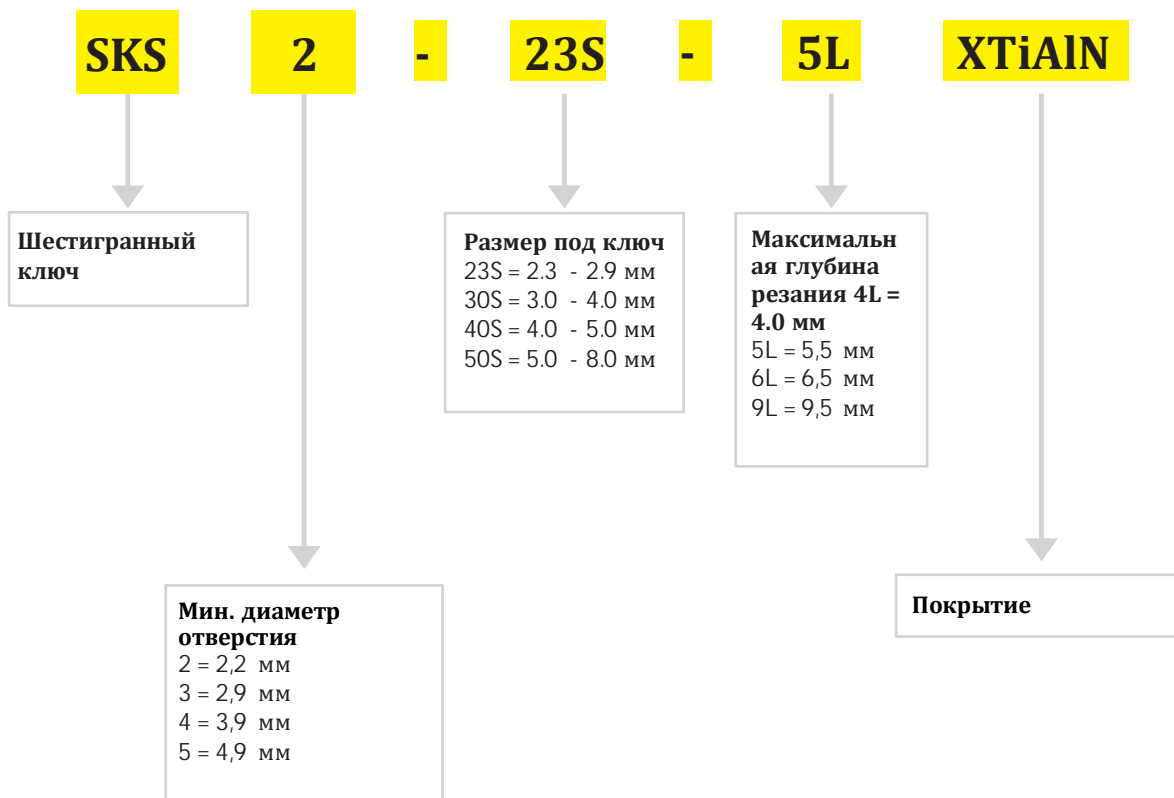 SKS 2 - 23S - 5L XTiAlN
Шестигранный
ключ
Размер под ключ
23S = 2.3 - 2.9 мм
30S = 3.0 - 4.0 мм
40S = 4.0 - 5.0 мм
50S = 5.0 - 8.0 мм
Максимальн
ая глубина
резания 4L =
4.0 мм
5L = 5,5 мм
6L = 6,5 мм
9L = 9,5 мм
Мин. диаметр
отверстия
2 = 2,2 мм
3 = 2,9 мм
4 = 3,9 мм
5 = 4,9 мм
Покрытие